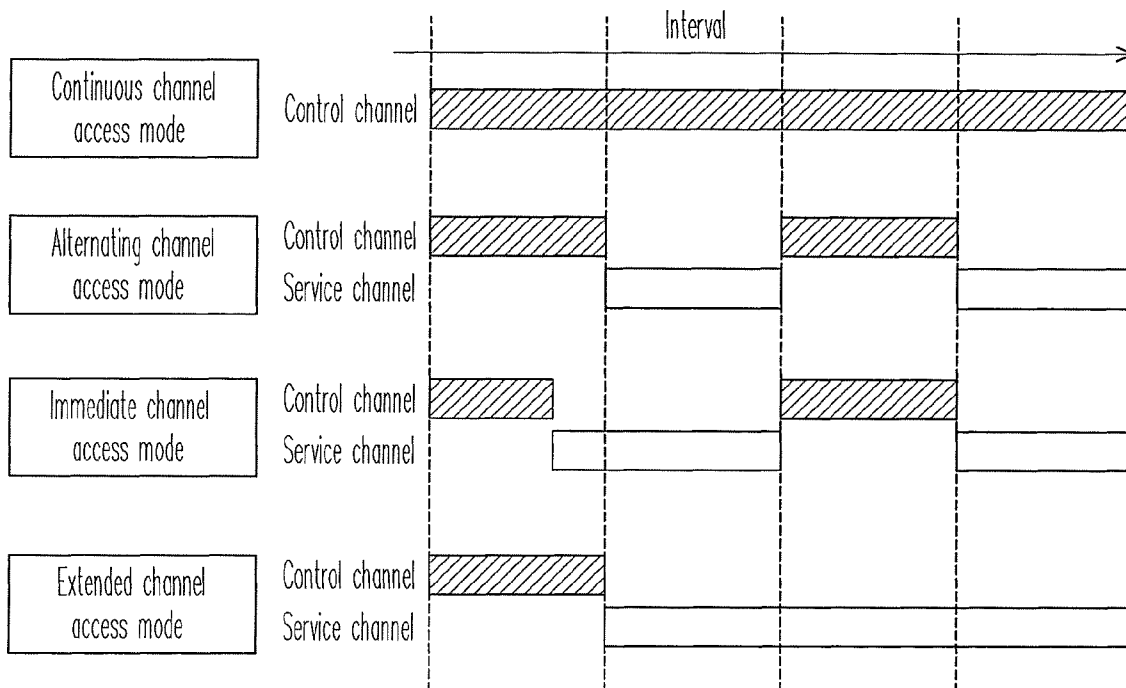 Interval
Continuous channel
access mode
Control channel
Alternating channel
access mode
Control channel
Service channel
Immediate channel
access mode
Control channel
Service channel
Extended channel
access mode
Control channel
Service channel